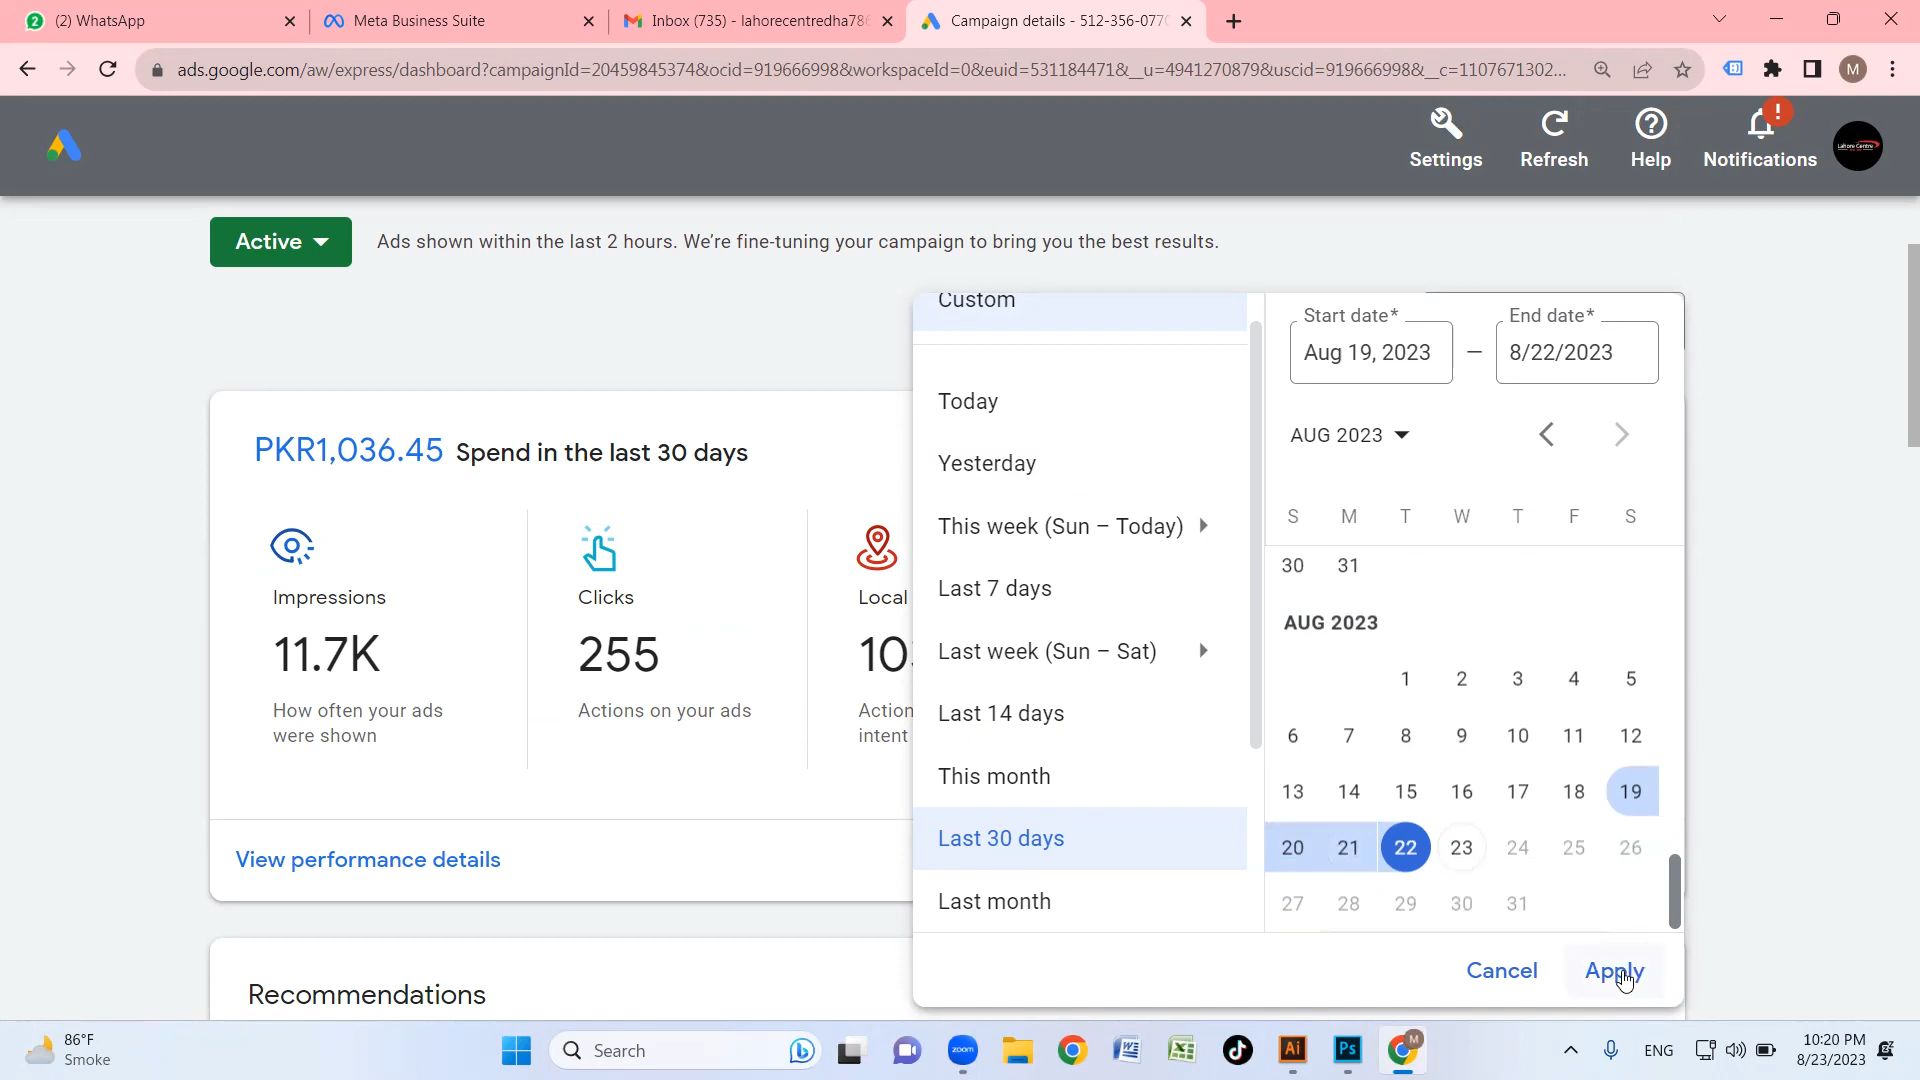 (2) WhatsApp
Meta Business Suite
Inbox (735) - lahorecentredha786
Campaign details - 512-356-0770
ads.google.com/aw/express/dashboard?campaignId=20459845374&ocid=919666998&workspaceId=0&euid=531184471&__u=4941270879&uscid=919666998&__c=1107671302...
M
Settings
Refresh
Help
Notifications
Lahore Centre
Active
Ads shown within the last 2 hours. We're fine-tuning your campaign to bring you the best results.
PKR1,036.45 Spend in the last 30 days
Impressions
11.7K
How often your ads
were shown
Clicks
255
Actions on your ads
Local
103
Action
intent
View performance details
Recommendations
Custom
Today
Yesterday
This week (Sun – Today)
Last 7 days
Last week (Sun – Sat)
Last 14 days
This month
Last 30 days
Last month
Start date*
Aug 19, 2023
–
End date*
8/22/2023
AUG 2023
S M T W T F S
30 31
AUG 2023
1 2 3 4 5
6 7 8 9 10 11 12
13 14 15 16 17 18 19
20 21 22 23 24 25 26
27 28 29 30 31
Cancel
Apply
86°F
Smoke
Search
zoom
Ai
Ps
M
ENG
10:20 PM
8/23/2023